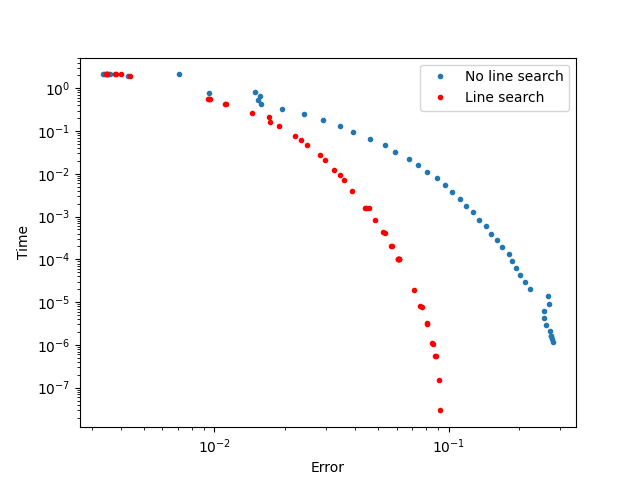 No line search
Line search
Time
10⁰
10⁻¹
10⁻²
10⁻³
10⁻⁴
10⁻⁵
10⁻⁶
10⁻⁷
10⁻²
10⁻¹
Error